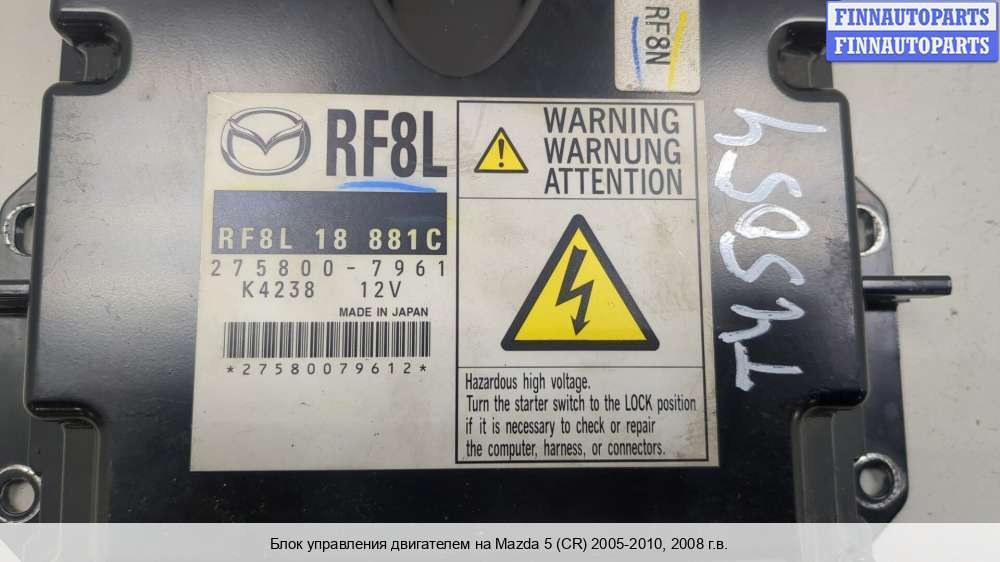 FINNAUTOPARTS
FINNAUTOPARTS
RF8N
RF8L
RF8L 18 881C
275800-7961
K4238 12V
MADE IN JAPAN
*27580079612*
WARNING
WARNUNG
ATTENTION
Hazardous high voltage.
Turn the starter switch to the LOCK position
if it is necessary to check or repair
the computer, harness, or connectors.
Блок управления двигателем на Mazda 5 (CR) 2005-2010, 2008 г.в.